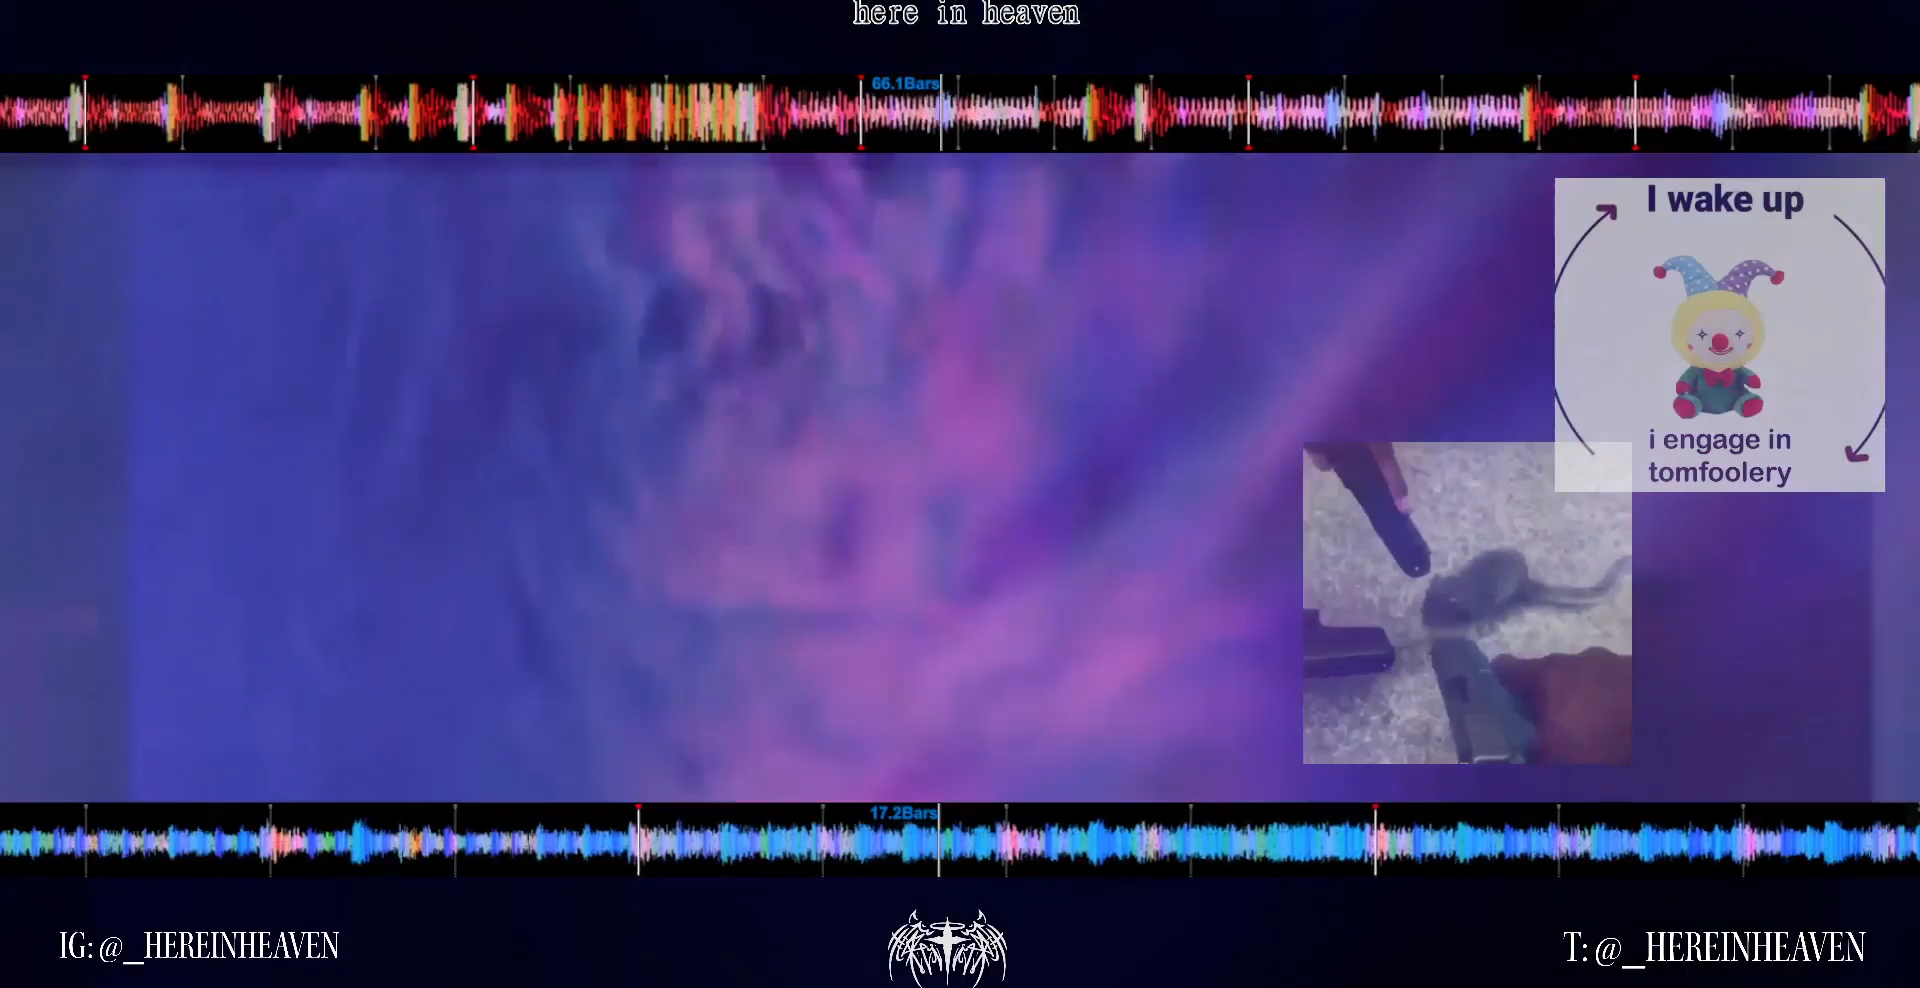 here in heaven
66.1Bars
I wake up
i engage in
tomfoolery
17.2Bars
IG: @_HEREINHEAVEN
T: @_HEREINHEAVEN